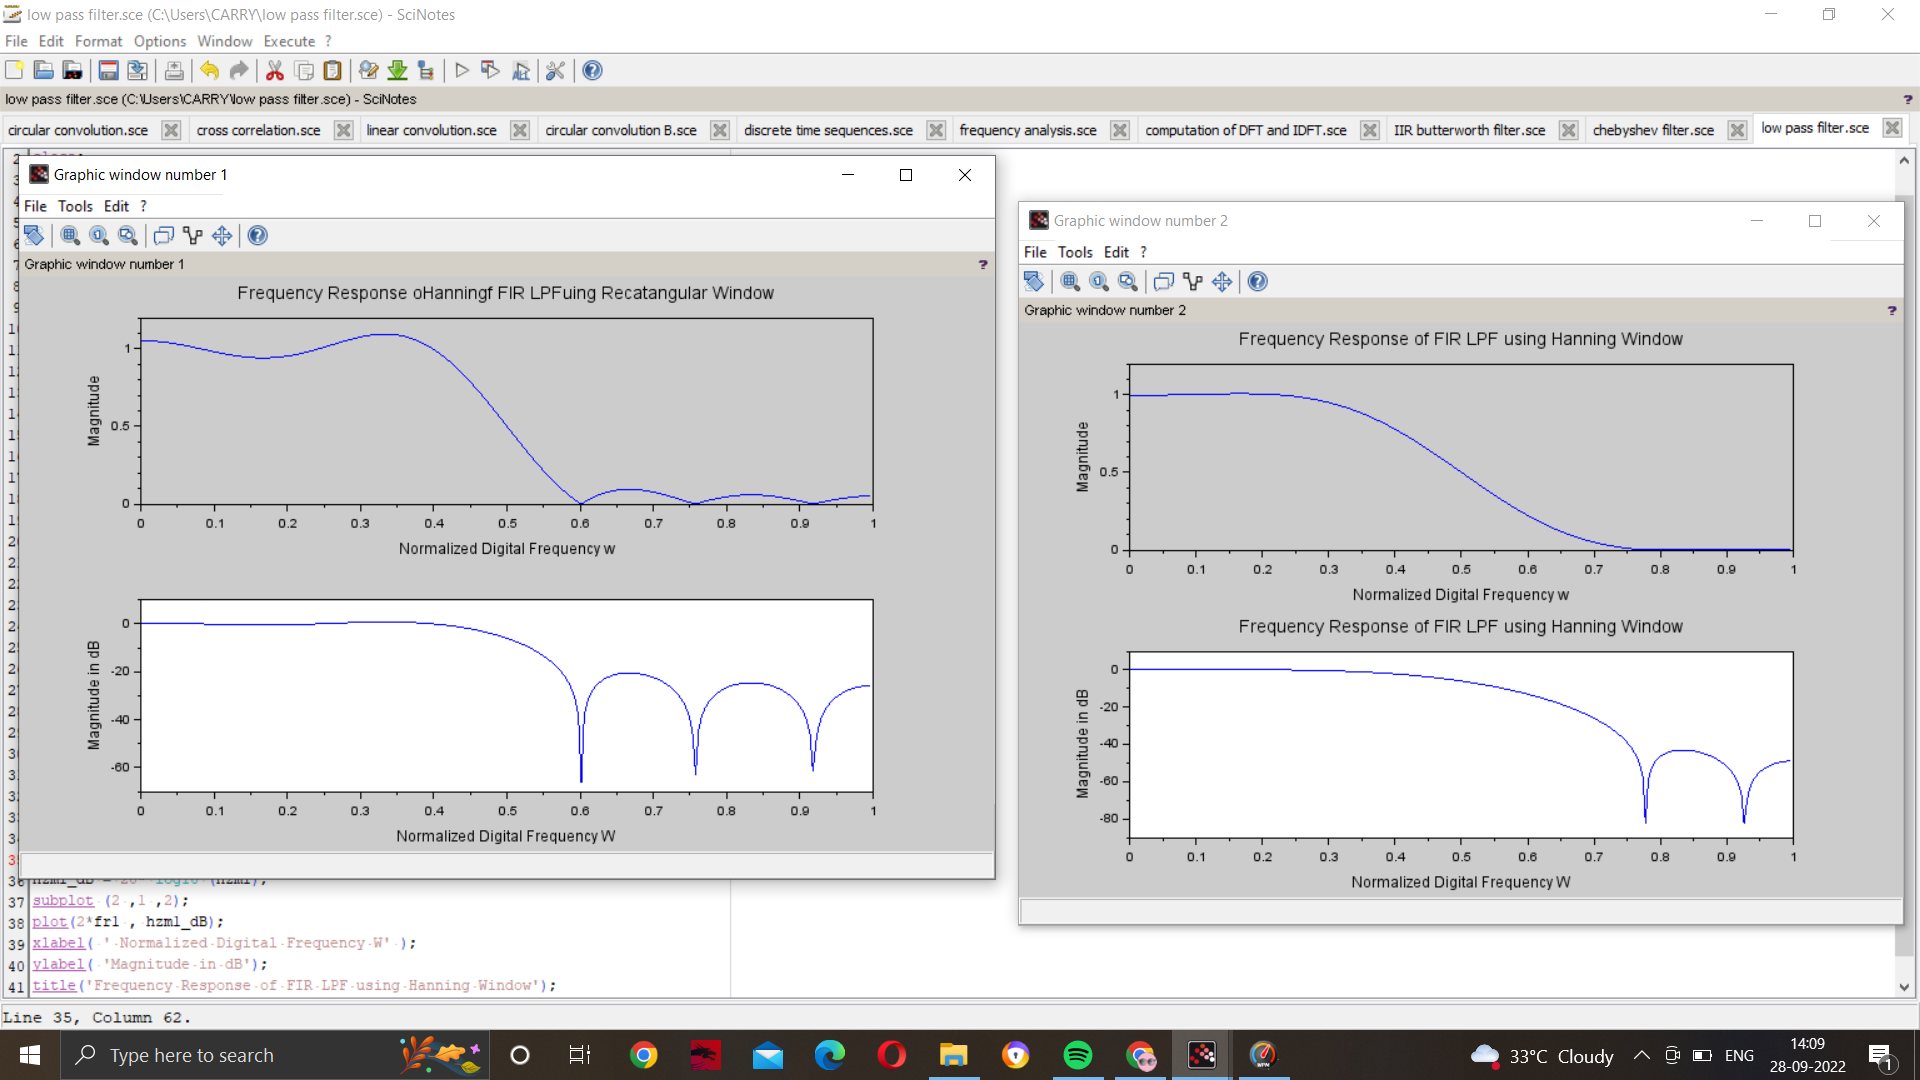 low pass filter.sce (C:\Users\CARRY\low pass filter.sce) - SciNotes
File Edit Format Options Window Execute ?
low pass filter.sce (C:\Users\CARRY\low pass filter.sce) - SciNotes ?
circular convolution.sce cross correlation.sce linear convolution.sce circular convolution B.sce discrete time sequences.sce frequency analysis.sce computation of DFT and IDFT.sce IIR butterworth filter.sce chebyshev filter.sce low pass filter.sce
Graphic window number 1
File Tools Edit ?
Graphic window number 1 ?
Frequency Response oHanningf FIR LPFuing Recatangular Window
Magnitude
1
0.5
0
0 0.1 0.2 0.3 0.4 0.5 0.6 0.7 0.8 0.9 1
Normalized Digital Frequency w
Magnitude in dB
0
-20
-40
-60
0 0.1 0.2 0.3 0.4 0.5 0.6 0.7 0.8 0.9 1
Normalized Digital Frequency W
Graphic window number 2
File Tools Edit ?
Graphic window number 2 ?
Frequency Response of FIR LPF using Hanning Window
Magnitude
1
0.5
0
0 0.1 0.2 0.3 0.4 0.5 0.6 0.7 0.8 0.9 1
Normalized Digital Frequency w
Frequency Response of FIR LPF using Hanning Window
Magnitude in dB
0
-20
-40
-60
-80
0 0.1 0.2 0.3 0.4 0.5 0.6 0.7 0.8 0.9 1
Normalized Digital Frequency W
37 subplot (2 ,1 ,2);
38 plot(2*fr1 , hzm1_dB);
39 xlabel( ' Normalized Digital Frequency W' );
40 ylabel( 'Magnitude in dB');
41 title('Frequency Response of FIR LPF using Hanning Window');
Line 35, Column 62.
Type here to search
33°C Cloudy
ENG
14:09
28-09-2022
1